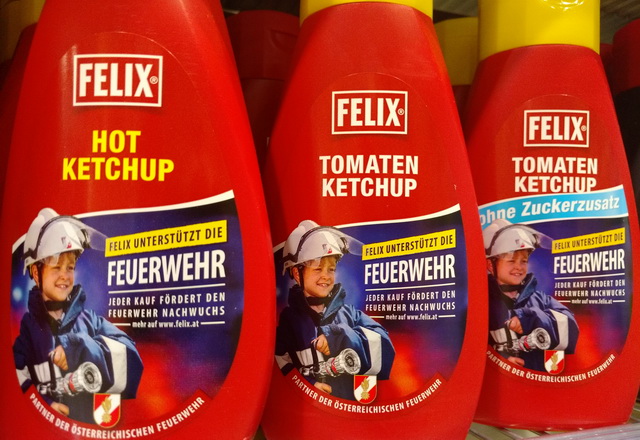 FELIX®
HOT
KETCHUP
FELIX UNTERSTÜTZT DIE
FEUERWEHR
JEDER KAUF FÖRDERT DEN
FEUERWEHR NACHWUCHS
mehr auf www.felix.at
PARTNER DER ÖSTERREICHISCHEN FEUERWEHR
FELIX®
TOMATEN
KETCHUP
FELIX UNTERSTÜTZT DIE
FEUERWEHR
JEDER KAUF FÖRDERT DEN
FEUERWEHR NACHWUCHS
mehr auf www.felix.at
PARTNER DER ÖSTERREICHISCHEN FEUERWEHR
FELIX®
TOMATEN
KETCHUP
ohne Zuckerzusatz
FELIX UNTERSTÜTZT DIE
FEUERWEHR
JEDER KAUF FÖRDERT DEN
FEUERWEHR NACHWUCHS
mehr auf www.felix.at
PARTNER DER ÖSTERREICHISCHEN FEUERWEHR